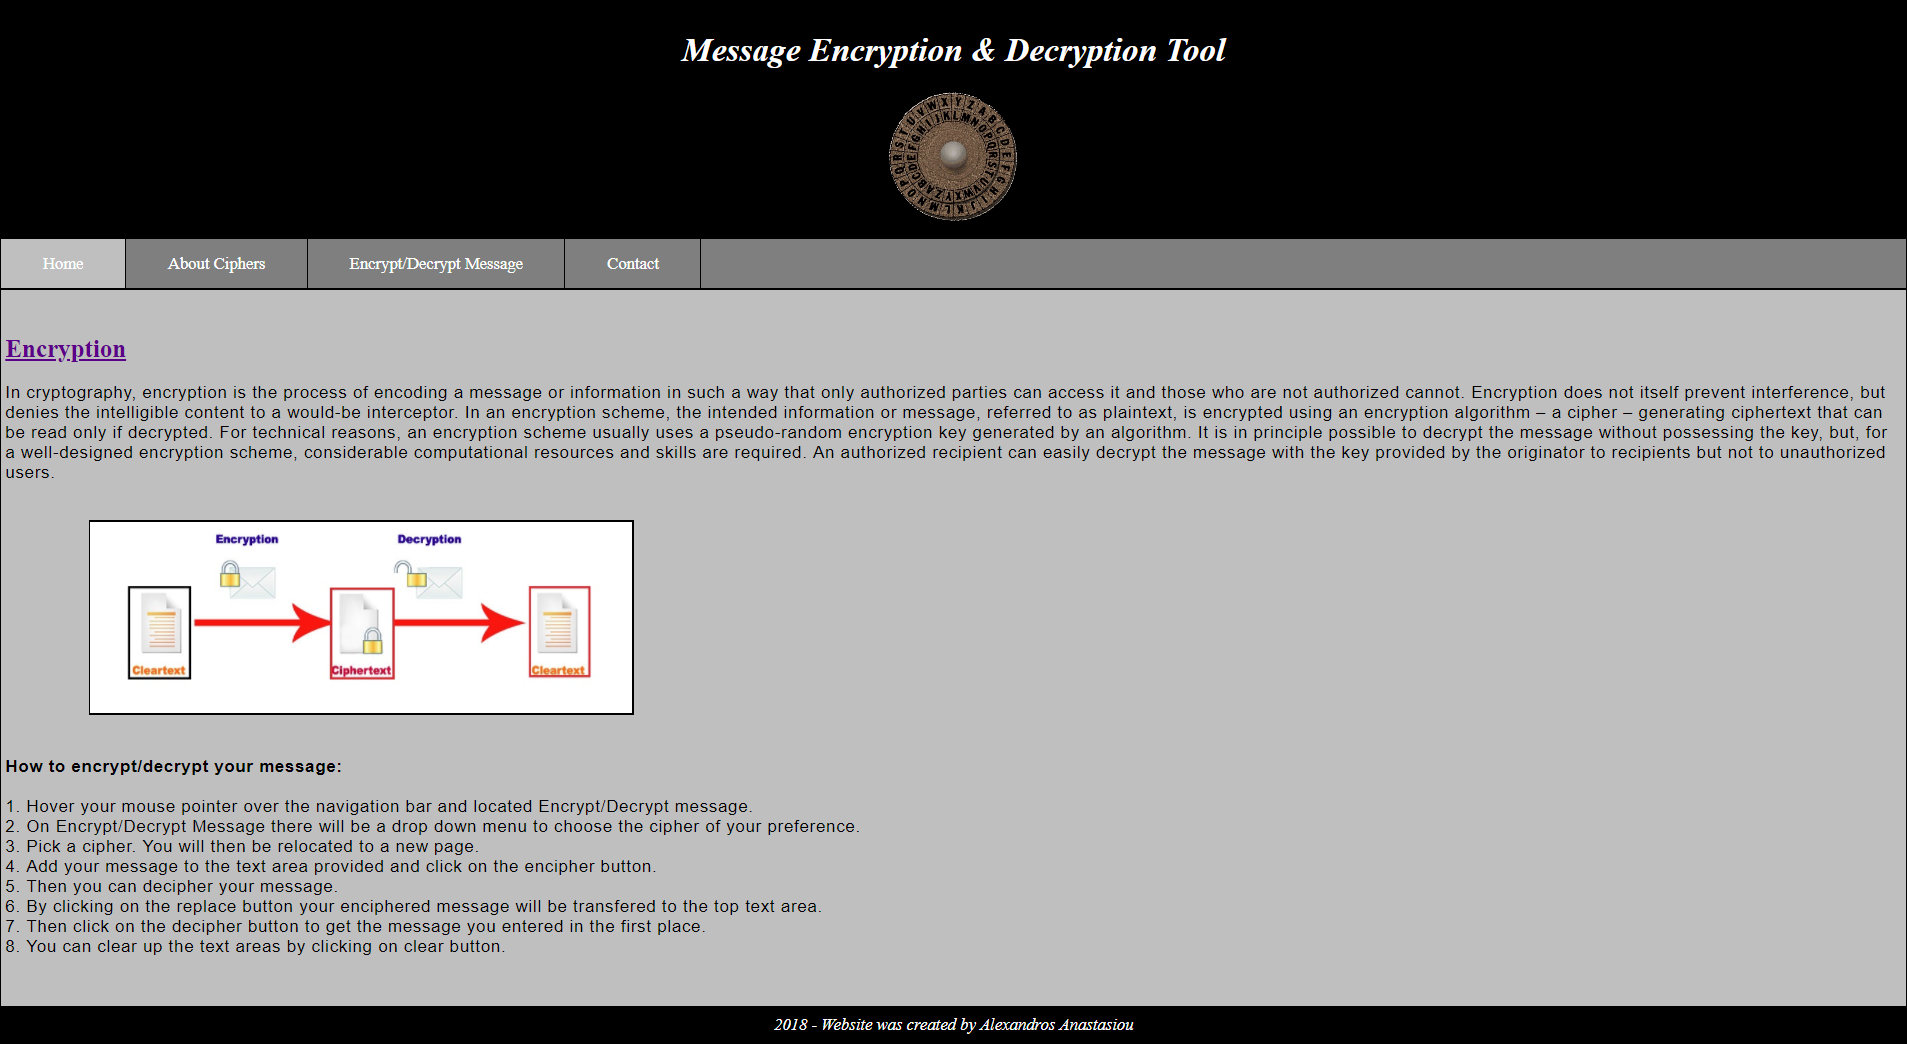 Message Encryption & Decryption Tool
Home
About Ciphers
Encrypt/Decrypt Message
Contact
Encryption
In cryptography, encryption is the process of encoding a message or information in such a way that only authorized parties can access it and those who are not authorized cannot. Encryption does not itself prevent interference, but
denies the intelligible content to a would-be interceptor. In an encryption scheme, the intended information or message, referred to as plaintext, is encrypted using an encryption algorithm – a cipher – generating ciphertext that can
be read only if decrypted. For technical reasons, an encryption scheme usually uses a pseudo-random encryption key generated by an algorithm. It is in principle possible to decrypt the message without possessing the key, but, for
a well-designed encryption scheme, considerable computational resources and skills are required. An authorized recipient can easily decrypt the message with the key provided by the originator to recipients but not to unauthorized
users.
Encryption
Decryption
Cleartext
Ciphertext
Cleartext
How to encrypt/decrypt your message:
1. Hover your mouse pointer over the navigation bar and located Encrypt/Decrypt message.
2. On Encrypt/Decrypt Message there will be a drop down menu to choose the cipher of your preference.
3. Pick a cipher. You will then be relocated to a new page.
4. Add your message to the text area provided and click on the encipher button.
5. Then you can decipher your message.
6. By clicking on the replace button your enciphered message will be transfered to the top text area.
7. Then click on the decipher button to get the message you entered in the first place.
8. You can clear up the text areas by clicking on clear button.
2018 - Website was created by Alexandros Anastasiou